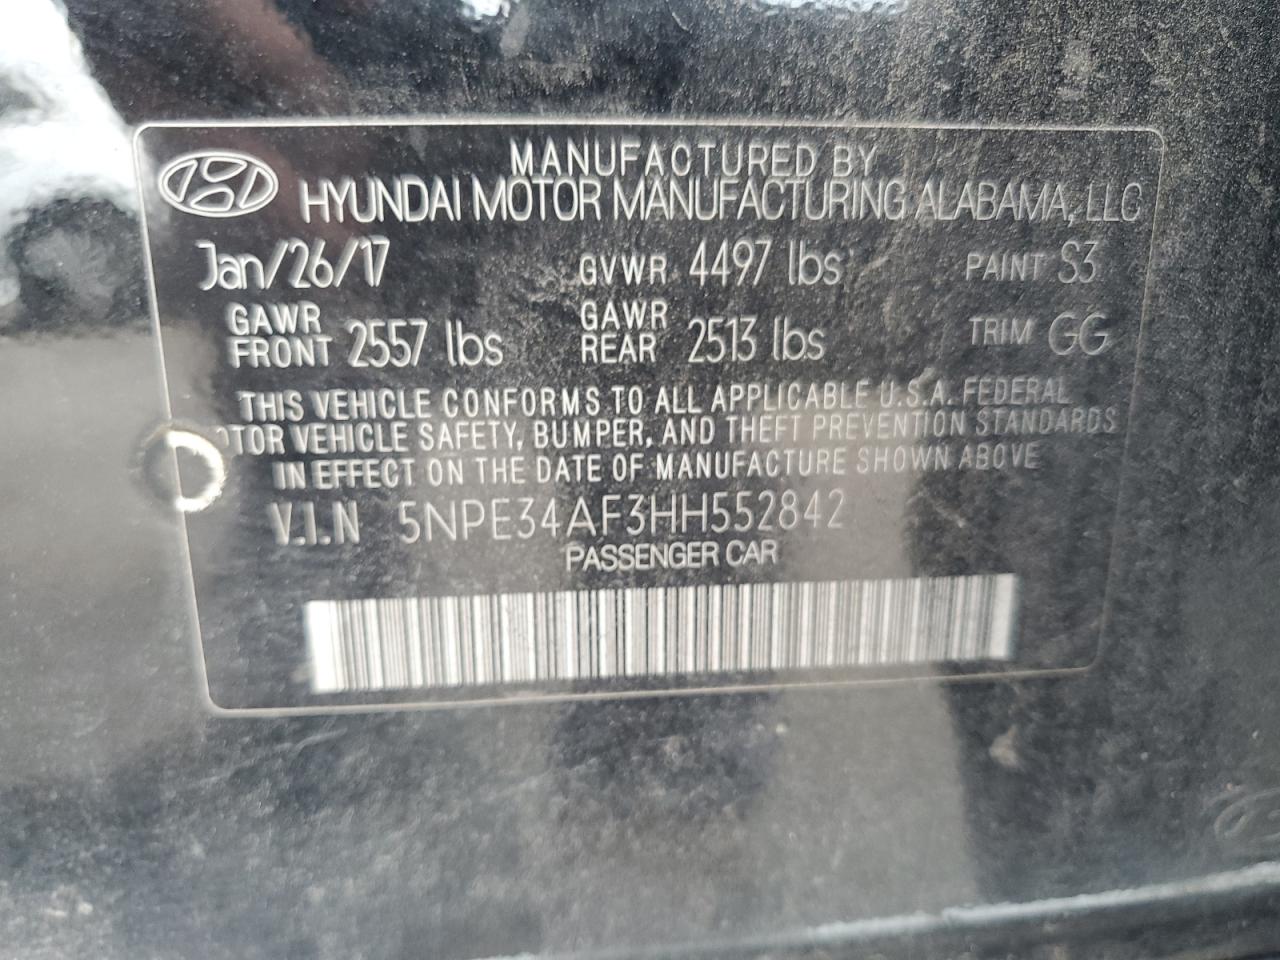 MANUFACTURED BY
HYUNDAI MOTOR MANUFACTURING ALABAMA, LLC
Jan/26/17 GVWR 4497 lbs PAINT S3
GAWR FRONT 2557 lbs GAWR REAR 2513 lbs TRIM GG
THIS VEHICLE CONFORMS TO ALL APPLICABLE U.S.A. FEDERAL
OTOR VEHICLE SAFETY, BUMPER, AND THEFT PREVENTION STANDARDS
IN EFFECT ON THE DATE OF MANUFACTURE SHOWN ABOVE
V.I.N 5NPE34AF3HH552842
PASSENGER CAR